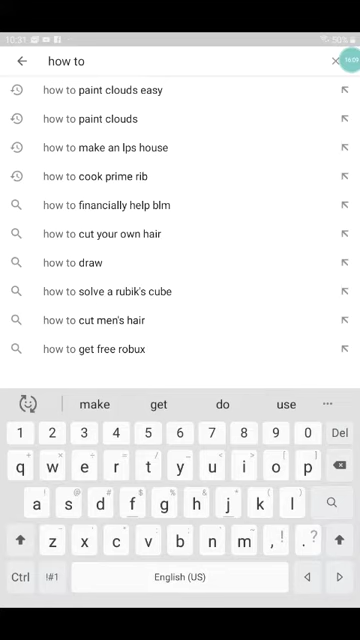 10:31 50%
how to
how to paint clouds easy
how to paint clouds
how to make an lps house
how to cook prime rib
how to financially help blm
how to cut your own hair
how to draw
how to solve a rubik's cube
how to cut men's hair
how to get free robux
make get do use ...
1 2 3 4 5 6 7 8 9 0 Del
q w e r t y u i o p
a s d f g h j k l
z x c v b n m , ! . ?
Ctrl !#1 English (US)